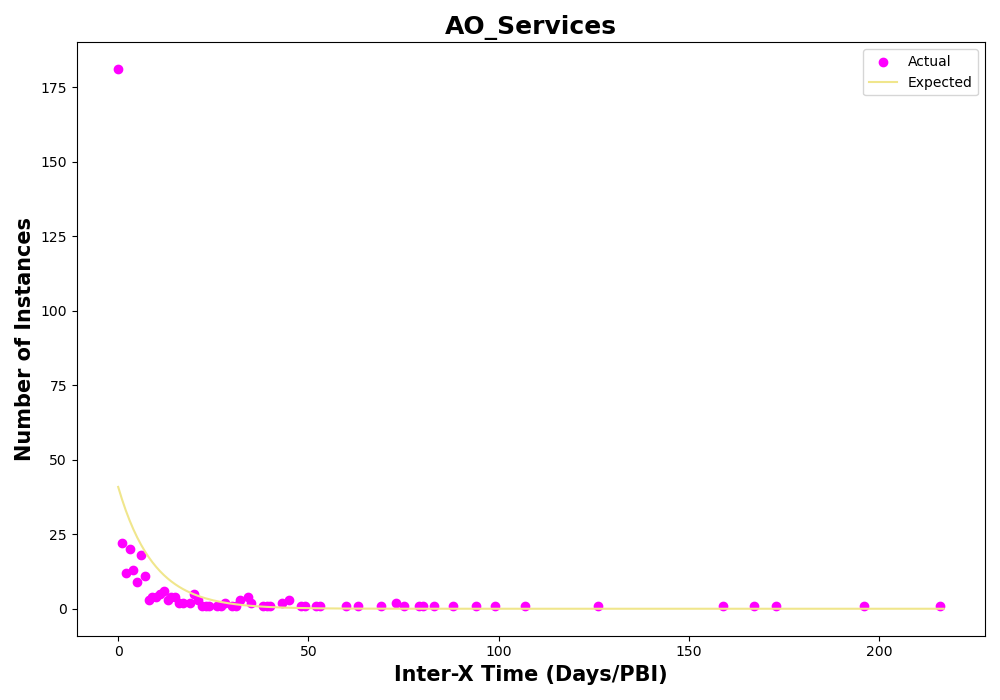 AO_Services
Actual
Expected
Number of Instances
175
150
125
100
75
50
25
0
0 50 100 150 200
Inter-X Time (Days/PBI)